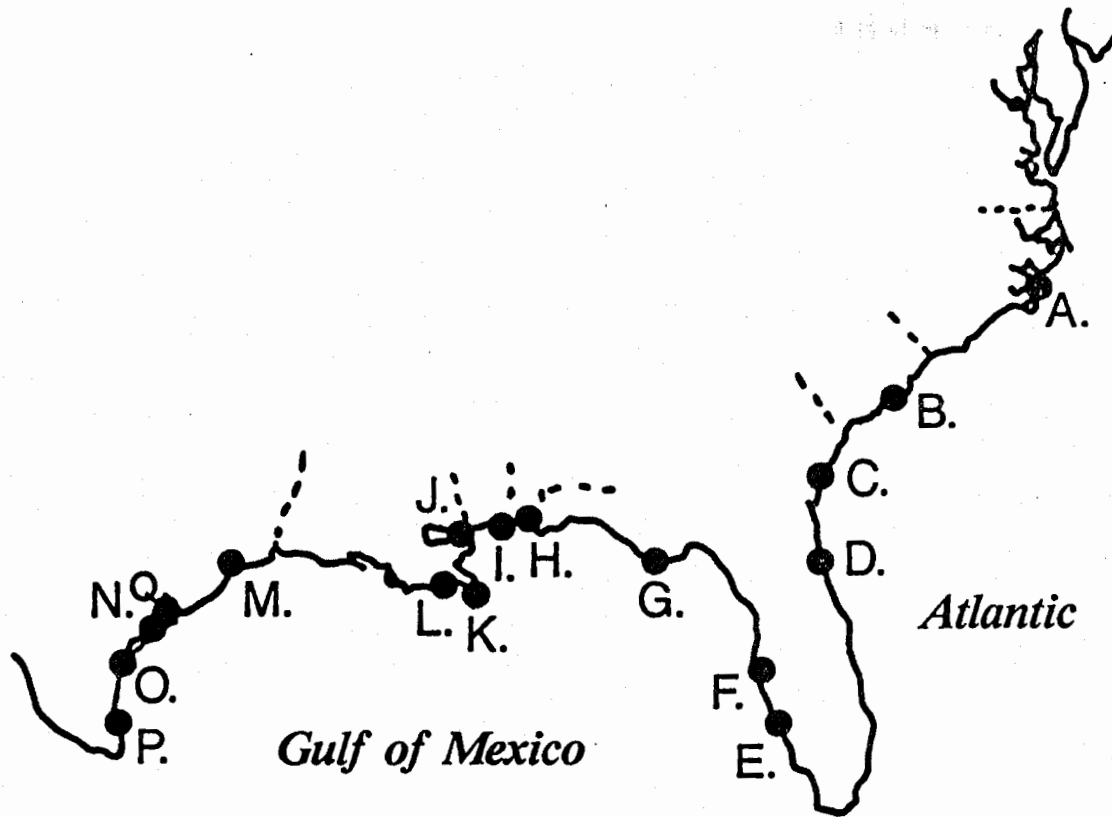 A.
B.
C.
J.
I.
H.
D.
N.
Q
M.
L.
K.
G.
Atlantic
O.
F.
P.
Gulf of Mexico
E.